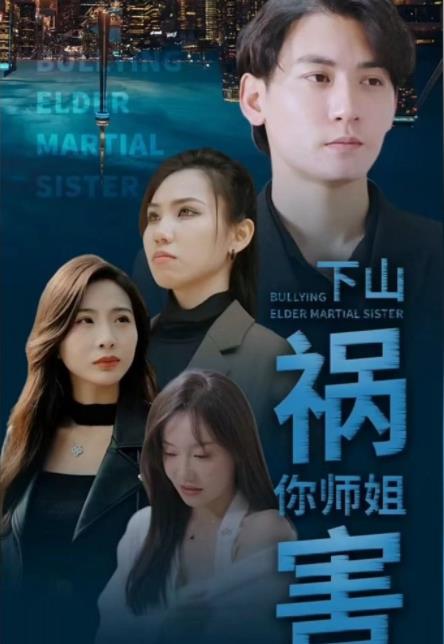 BULLYING
ELDER
MARTIAL
SISTER
下山
BULLYING
ELDER MARTIAL SISTER
祸
你师姐
害